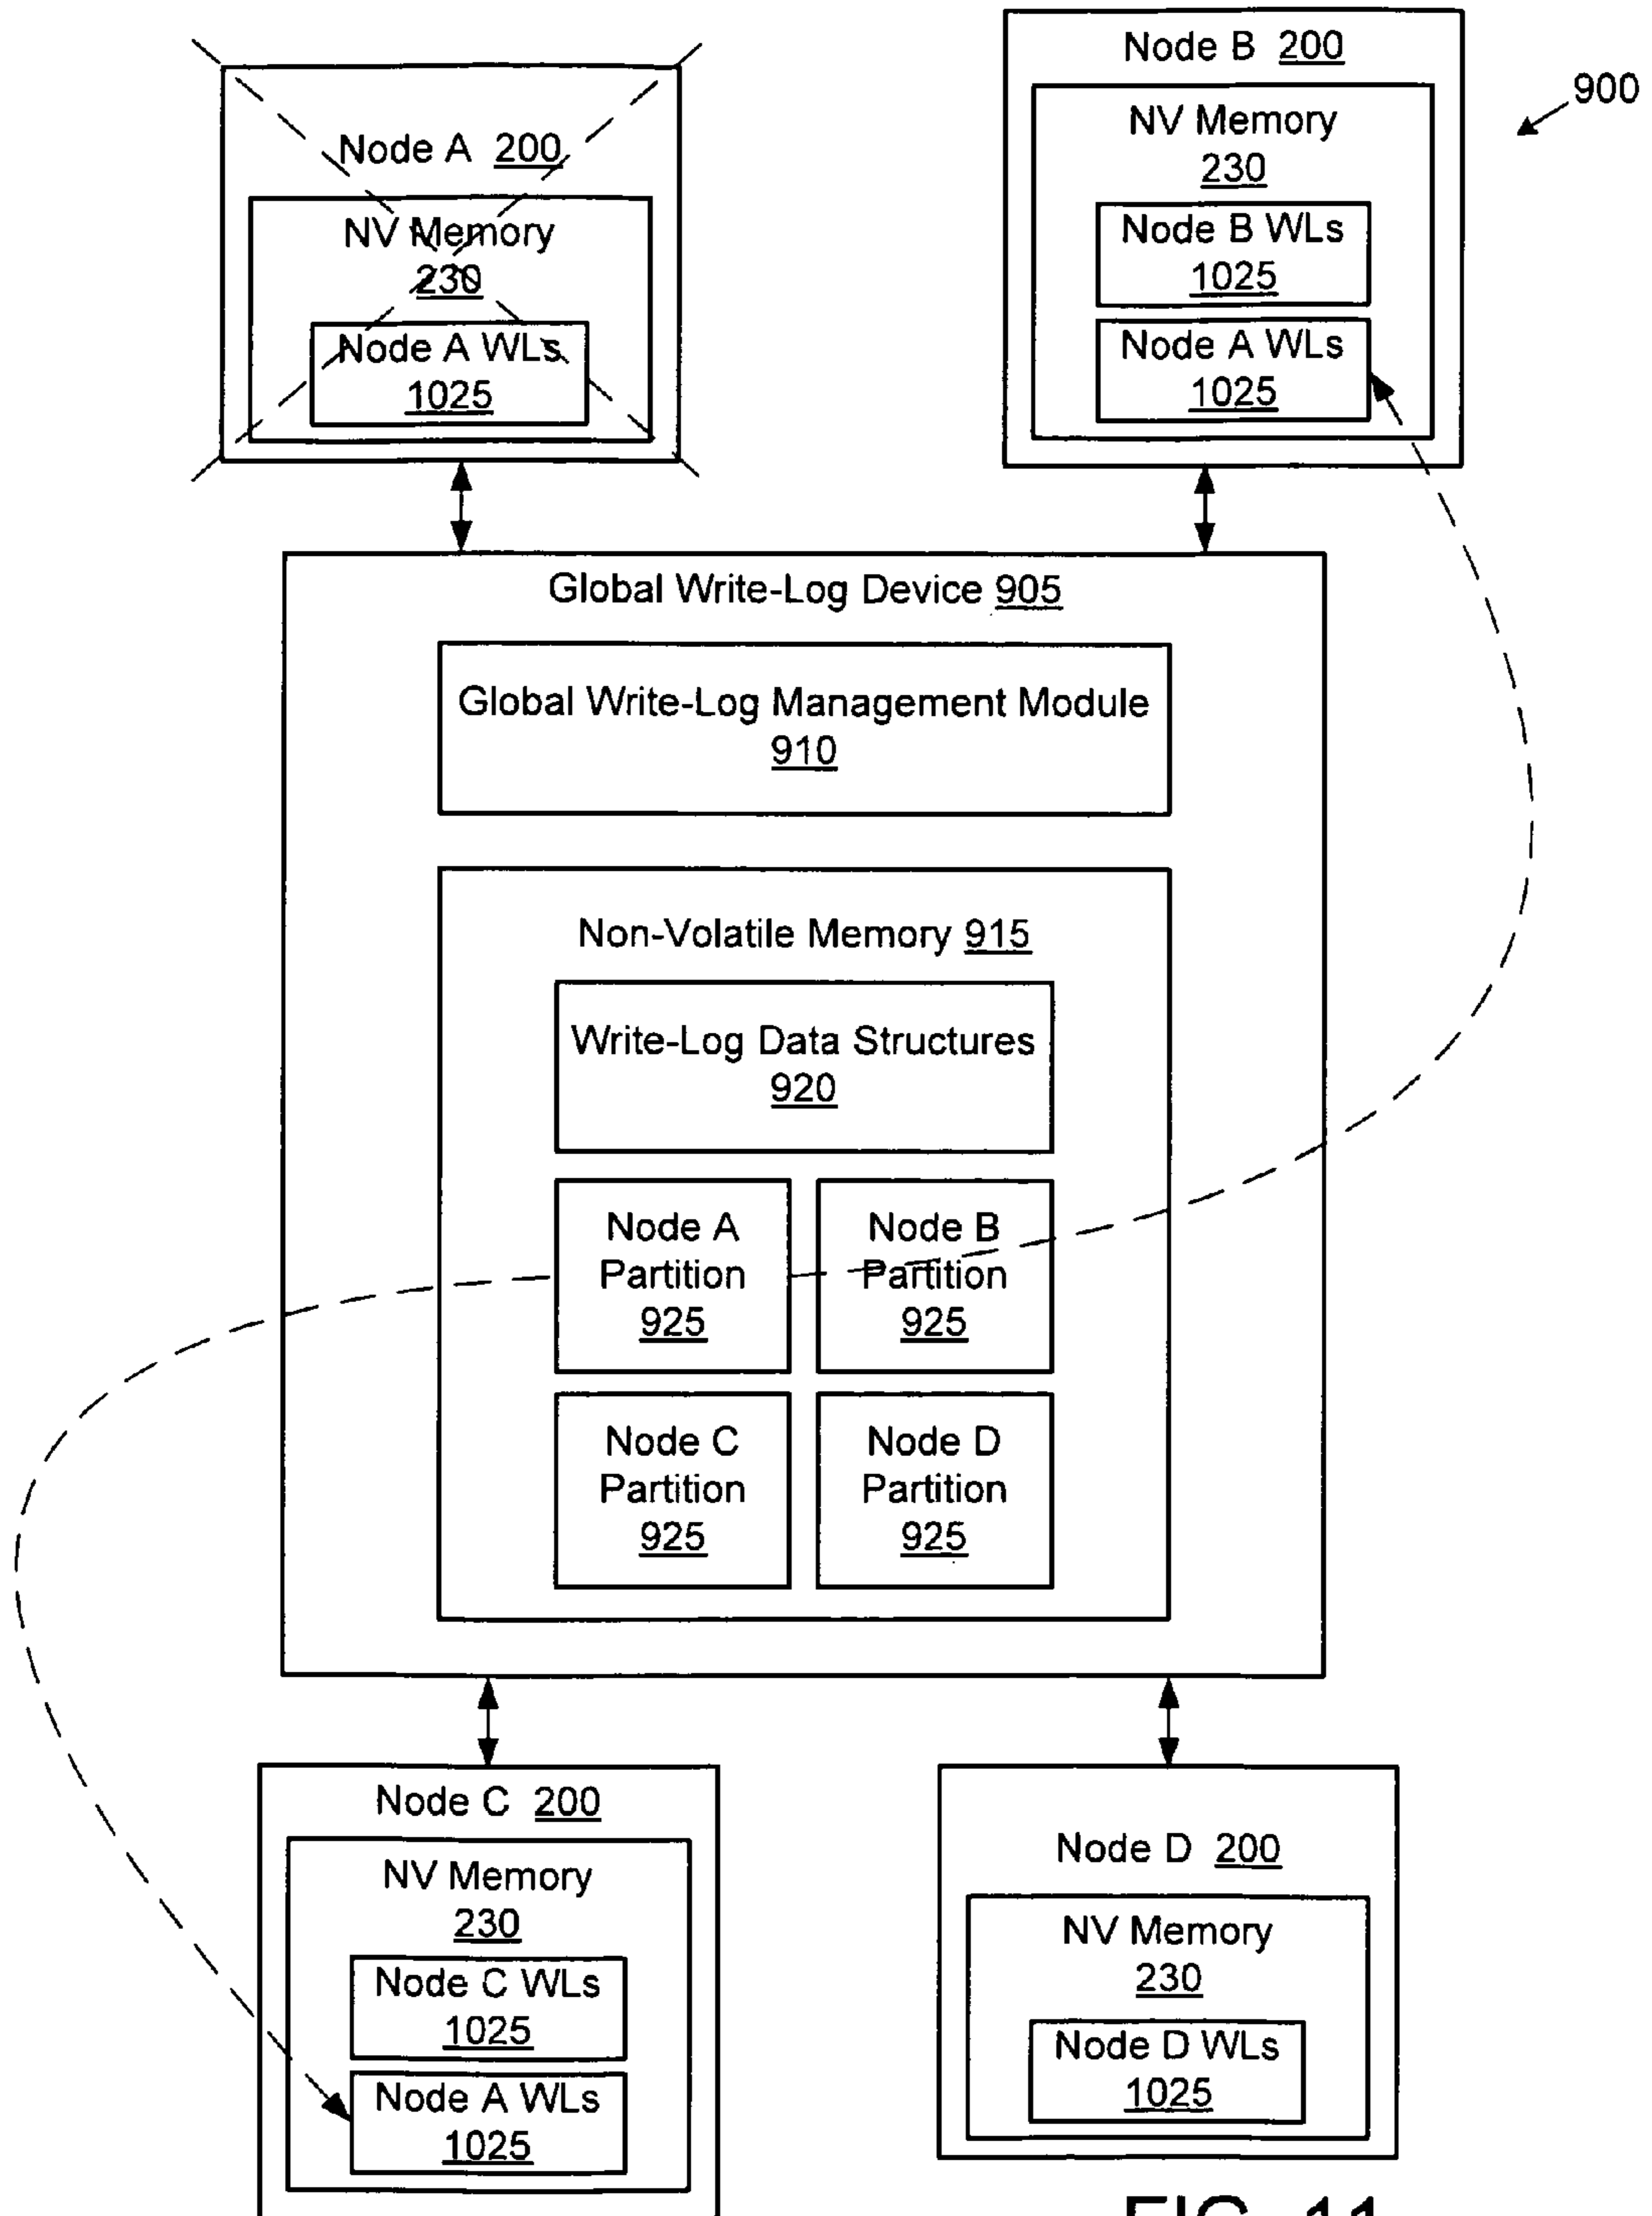 Node A 200
NV Memory
230
Node A WLs
1025
Node B 200
NV Memory
230
Node B WLs
1025
Node A WLs
1025
900
Global Write-Log Device 905
Global Write-Log Management Module
910
Non-Volatile Memory 915
Write-Log Data Structures
920
Node A
Partition
925
Node B
Partition
925
Node C
Partition
925
Node D
Partition
925
Node C 200
NV Memory
230
Node C WLs
1025
Node A WLs
1025
Node D 200
NV Memory
230
Node D WLs
1025
FIG. 11